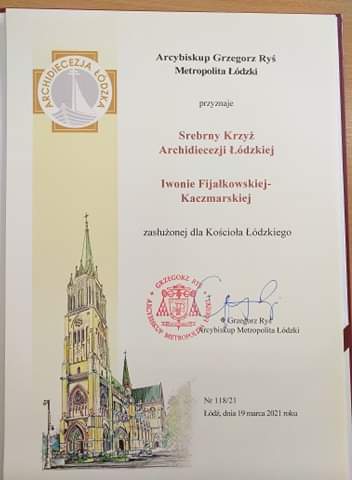 ARCHIDIECEZJA ŁÓDZKA
Arcybiskup Grzegorz Ryś
Metropolita Łódzki
przyznaje
Srebrny Krzyż
Archidiecezji Łódzkiej
Iwonie Fijałkowskiej-
Kaczmarskiej
zasłużonej dla Kościoła Łódzkiego
GRZEGORZ RYŚ
ARCYBISKUP METROPOLITA ŁÓDZKI
Grzegorz Ryś
Arcybiskup Metropolita Łódzki
Nr 118/21
Łódź, dnia 19 marca 2021 roku